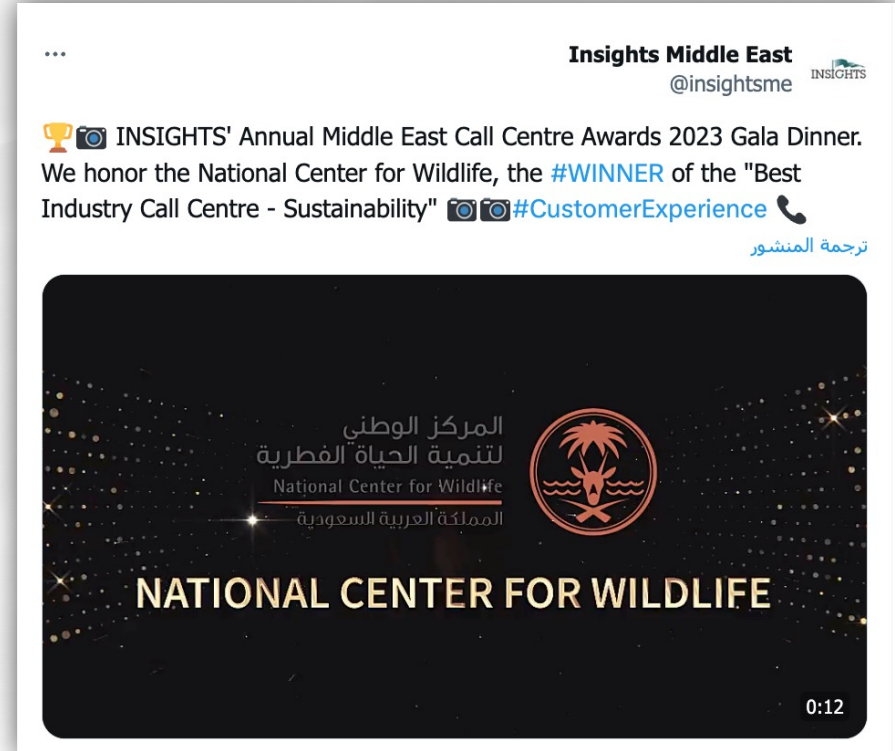 ...
Insights Middle East
@insightsme
INSIGHTS
🏆📷 INSIGHTS' Annual Middle East Call Centre Awards 2023 Gala Dinner.
We honor the National Center for Wildlife, the #WINNER of the "Best
Industry Call Centre - Sustainability" 📷📷#CustomerExperience 📞
ترجمة المنشور
المركز الوطني
لتنمية الحياة الفطرية
National Center for Wildlife
المملكة العربية السعودية
NATIONAL CENTER FOR WILDLIFE
0:12